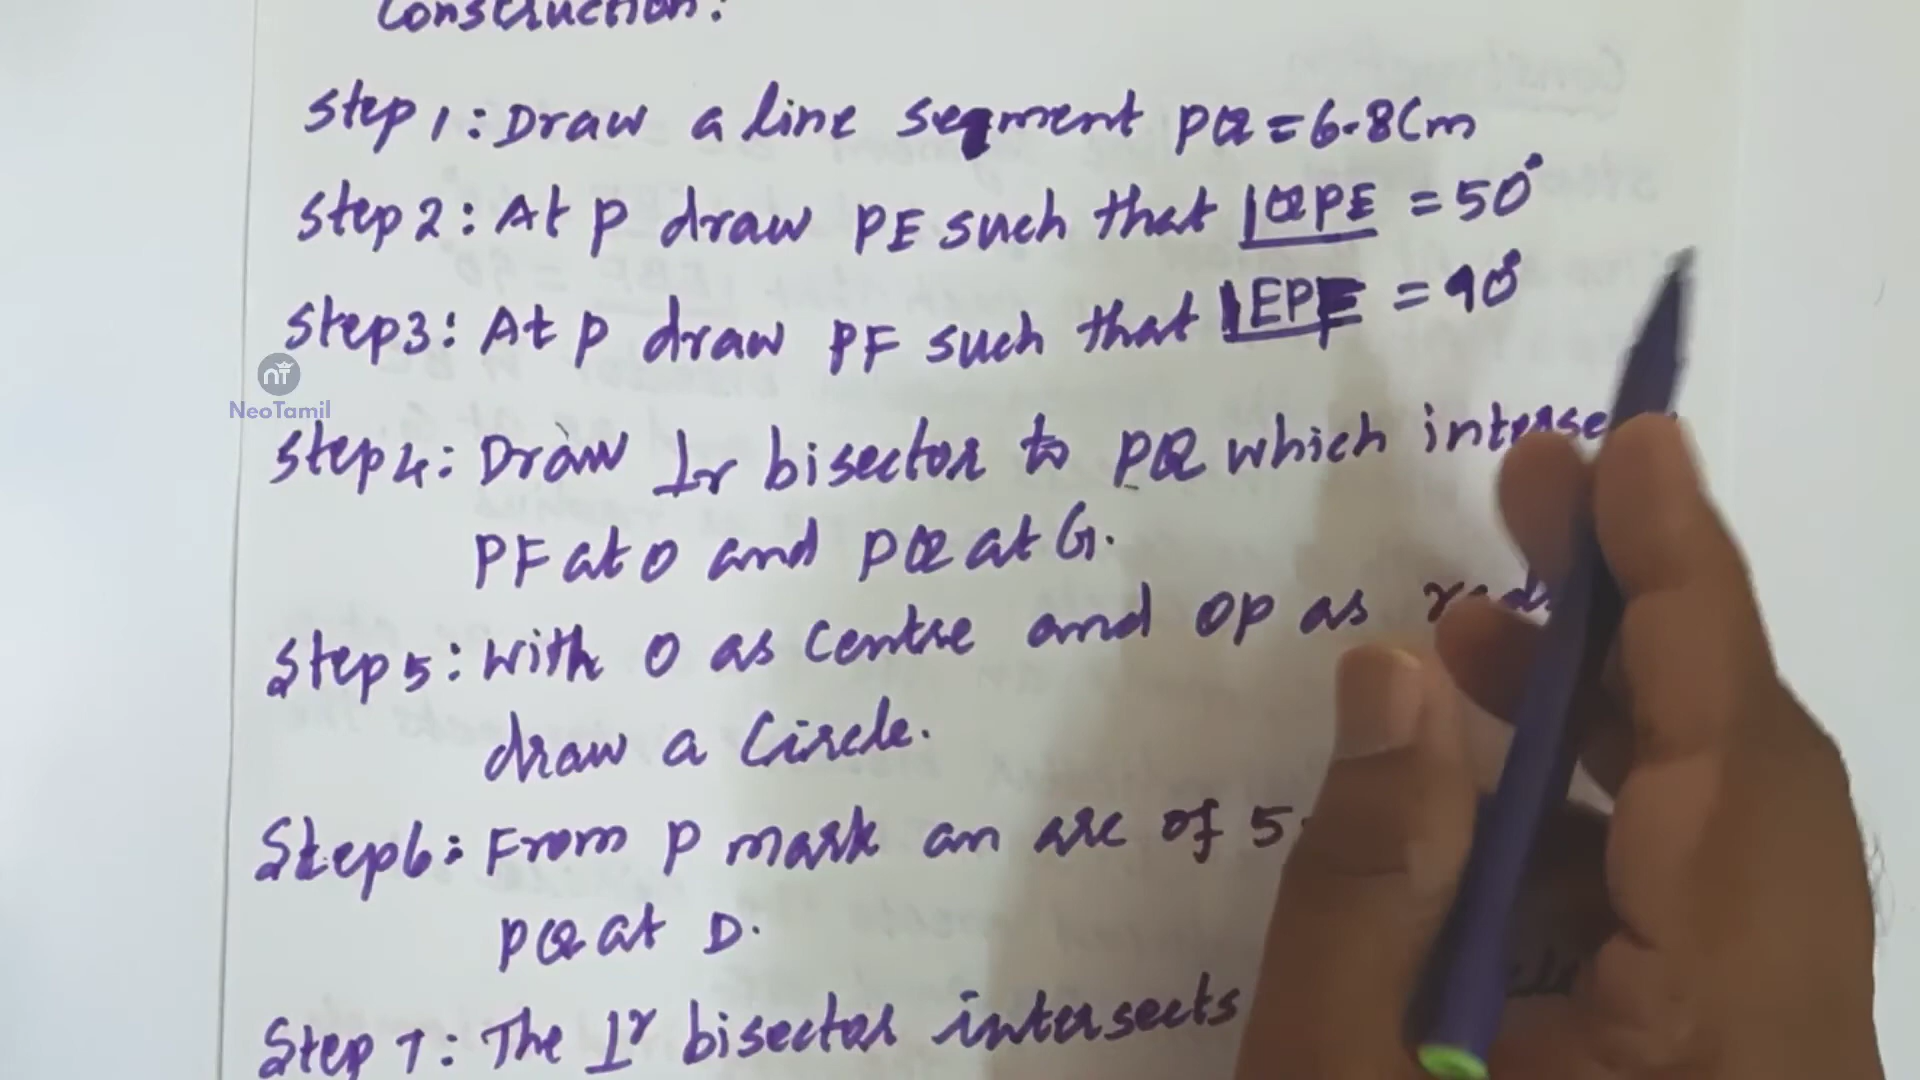 Construction:
Step 1: Draw a line segment PQ = 6.8Cm
Step 2: At P draw PE such that ∠QPE = 50°
Step 3: At P draw PF such that ∠EPF = 90°
nT
NeoTamil
Step 4: Draw ⊥r bisector to PQ which
PF at O and PQ at G.
Step 5: With O as Centre and OP as
draw a Circle.
Step 6: From P mark an arc of 5.
PQ at D.
Step 7: The ⊥r bisector intersects